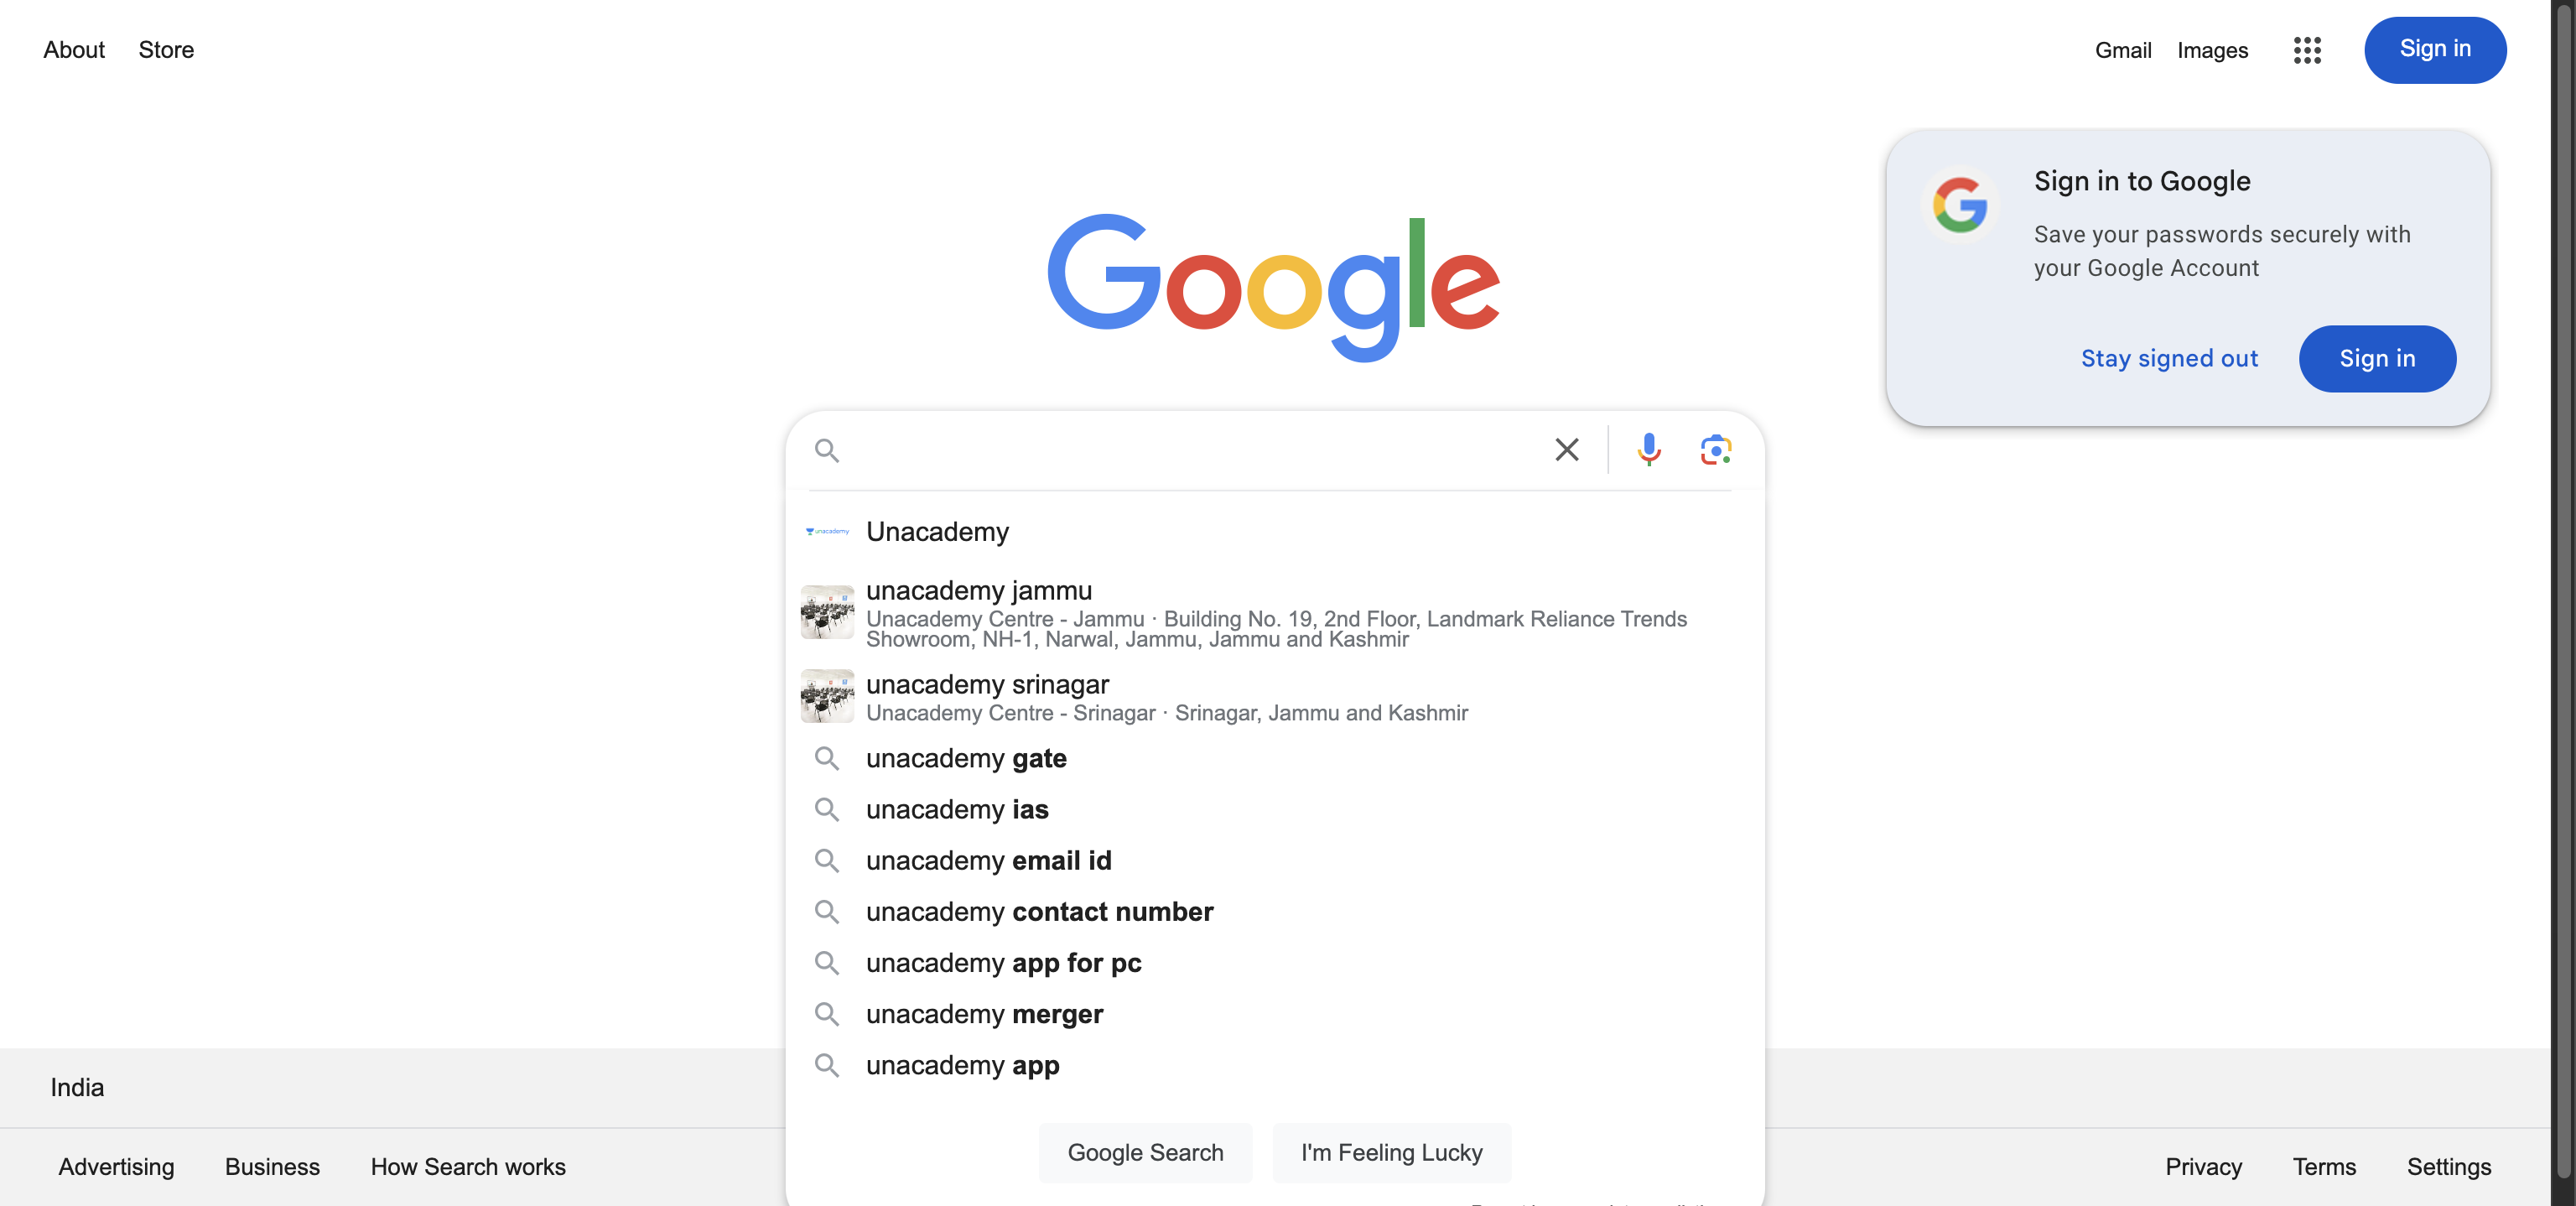 About Store
Gmail Images Sign in
Sign in to Google
Save your passwords securely with
your Google Account
Stay signed out Sign in
Google
unacademy Unacademy
unacademy jammu
Unacademy Centre - Jammu · Building No. 19, 2nd Floor, Landmark Reliance Trends
Showroom, NH-1, Narwal, Jammu, Jammu and Kashmir
unacademy srinagar
Unacademy Centre - Srinagar · Srinagar, Jammu and Kashmir
unacademy gate
unacademy ias
unacademy email id
unacademy contact number
unacademy app for pc
unacademy merger
unacademy app
Google Search I'm Feeling Lucky
India
Advertising Business How Search works
Privacy Terms Settings